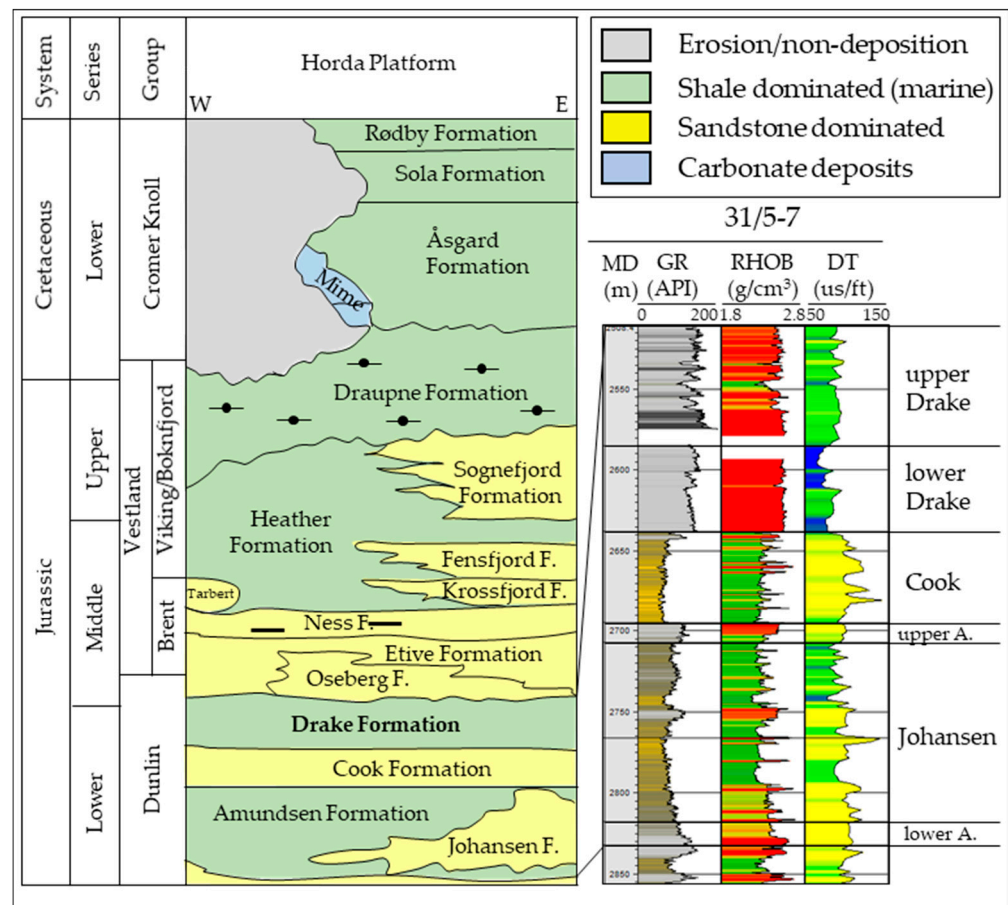 System
Series
Group
Horda Platform
W
E
Cretaceous
Lower
Cromer Knoll
Rødby Formation
Sola Formation
Åsgard
Formation
Mime
Jurassic
Upper
Middle
Lower
Vestland
Viking/Boknfjord
Brent
Dunlin
Draupne Formation
Sognefjord
Formation
Heather
Formation
Fensfjord F.
Krossfjord F.
Tarbert
Ness F.
Etive Formation
Oseberg F.
Drake Formation
Cook Formation
Amundsen Formation
Johansen F.
Erosion/non-deposition
Shale dominated (marine)
Sandstone dominated
Carbonate deposits
31/5-7
MD
(m)
GR
(API)
0 200
RHOB
(g/cm³)
1.8 2.8
DT
(us/ft)
50 150
2550
2600
2650
2700
2750
2800
2850
upper
Drake
lower
Drake
Cook
upper A.
Johansen
lower A.